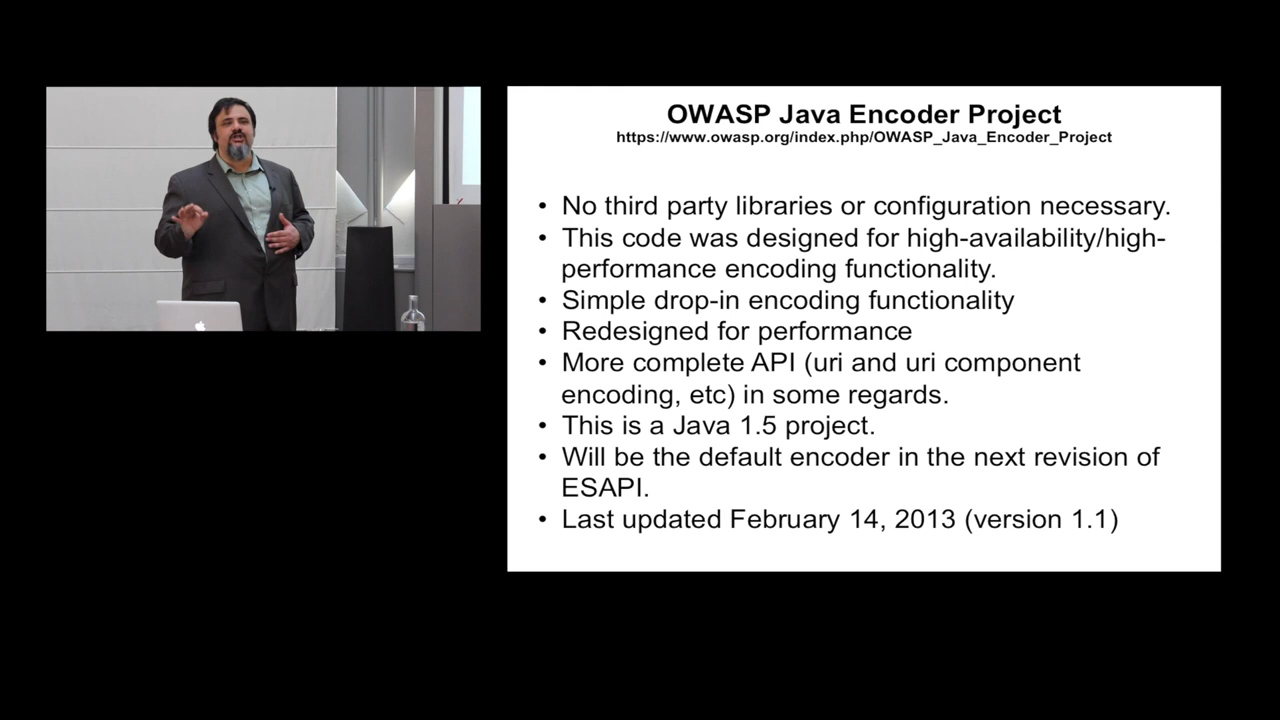 OWASP Java Encoder Project
https://www.owasp.org/index.php/OWASP_Java_Encoder_Project
• No third party libraries or configuration necessary.
• This code was designed for high-availability/high-
performance encoding functionality.
• Simple drop-in encoding functionality
• Redesigned for performance
• More complete API (uri and uri component
encoding, etc) in some regards.
• This is a Java 1.5 project.
• Will be the default encoder in the next revision of
ESAPI.
• Last updated February 14, 2013 (version 1.1)